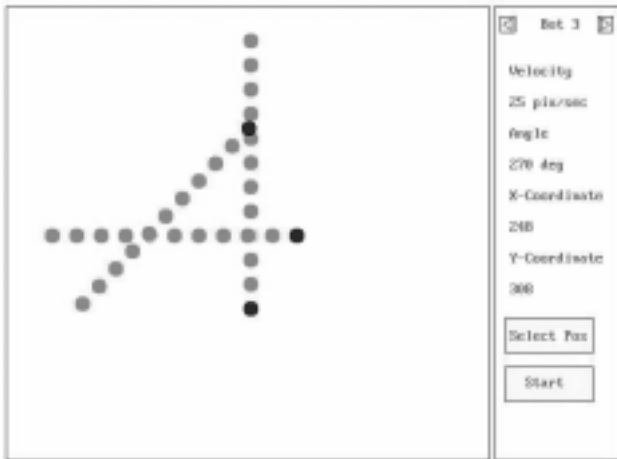 Bot 3
Velocity
25 pix/sec
Angle
270 deg
X-Coordinate
248
Y-Coordinate
308
Select Pos
Start